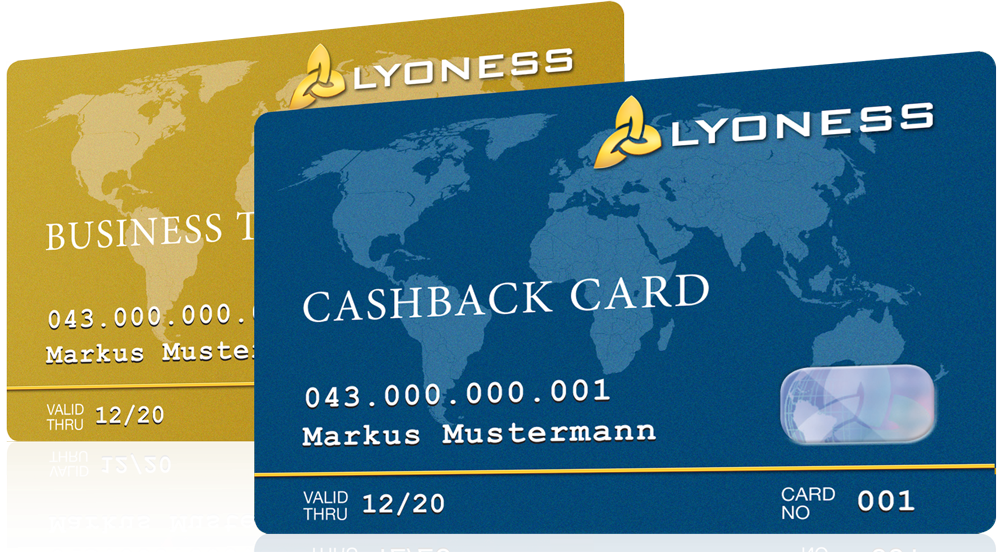 LYONESS
BUSINESS T
043.000.000.
Markus Muste
VALID
THRU 12/20
LYONESS
CASHBACK CARD
043.000.000.001
Markus Mustermann
VALID
THRU 12/20
CARD
NO 001